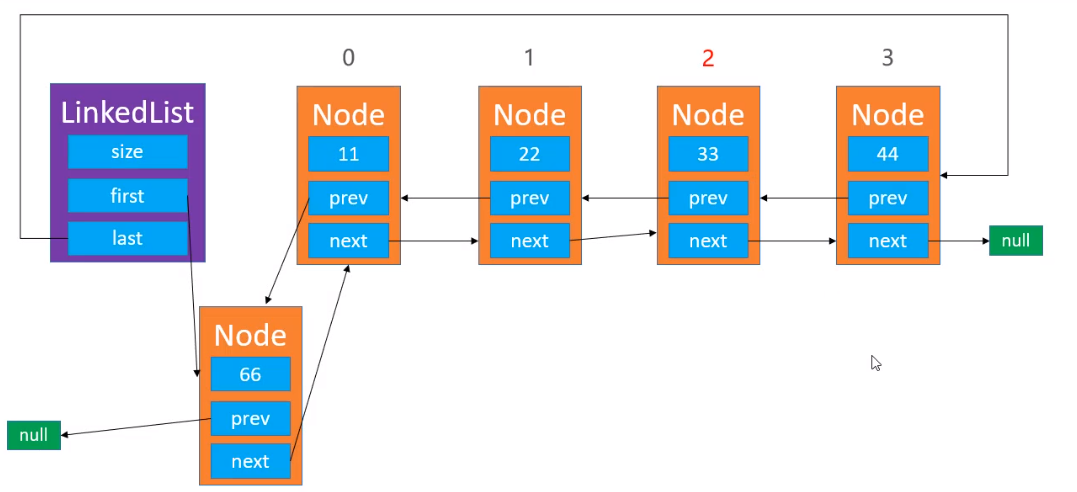 0
1
2
3
LinkedList
size
first
last
Node
11
prev
next
Node
22
prev
next
Node
33
prev
next
Node
44
prev
next
null
Node
66
prev
next
null